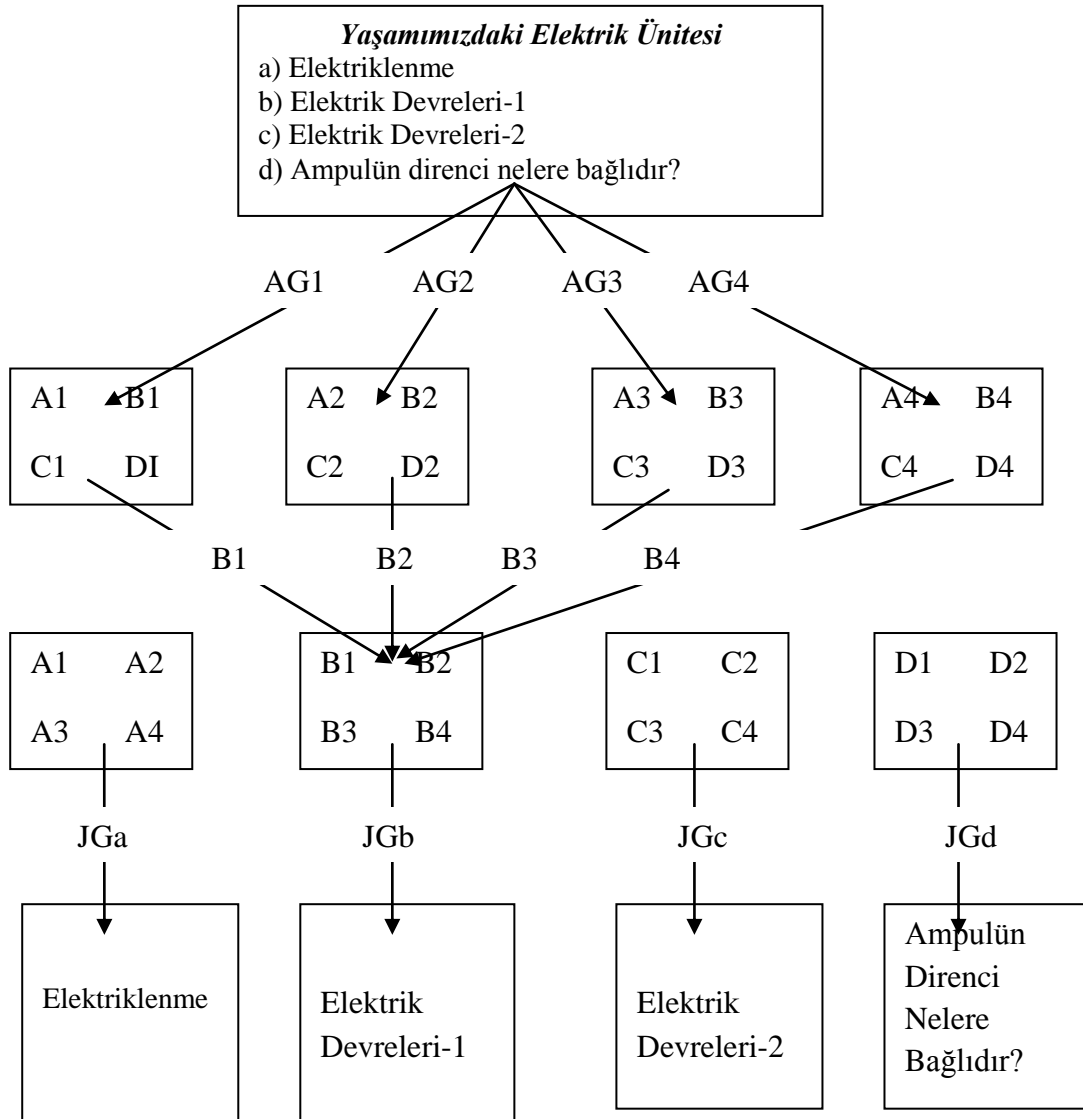 Yaşamımızdaki Elektrik Ünitesi
a) Elektriklenme
b) Elektrik Devreleri-1
c) Elektrik Devreleri-2
d) Ampulün direnci nelere bağlıdır?
AG1 AG2 AG3 AG4
A1 B1 A2 B2 A3 B3 A4 B4
C1 DI C2 D2 C3 D3 C4 D4
B1 B2 B3 B4
A1 A2 B1 B2 C1 C2 D1 D2
A3 A4 B3 B4 C3 C4 D3 D4
JGa JGb JGc JGd
Elektriklenme
Elektrik
Devreleri-1
Elektrik
Devreleri-2
Ampulün
Direnci
Nelere
Bağlıdır?